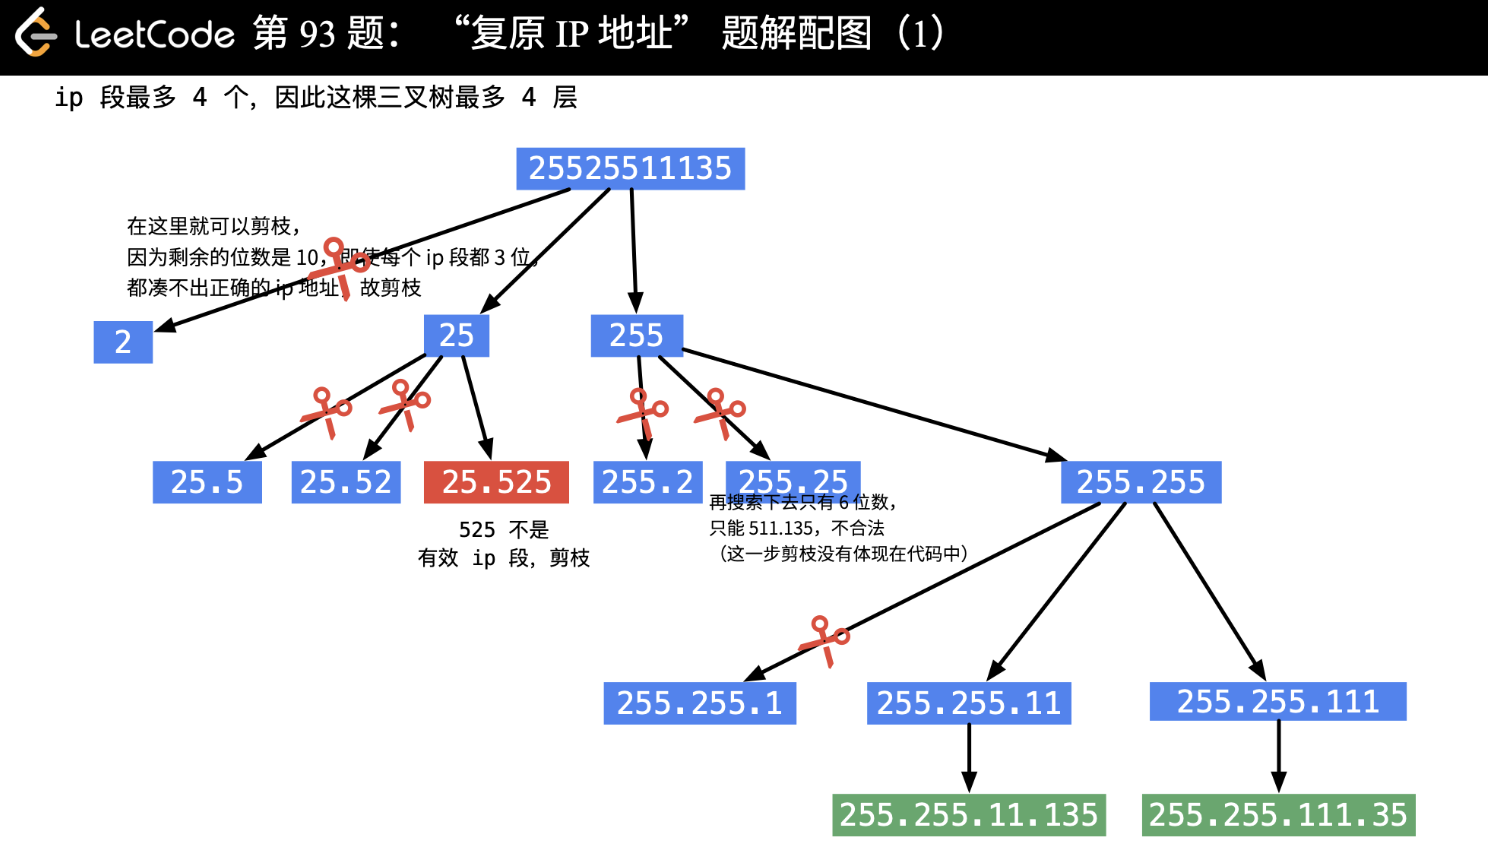 LeetCode 第 93 题： “复原 IP 地址” 题解配图（1）
ip 段最多 4 个，因此这棵三叉树最多 4 层
25525511135
在这里就可以剪枝，
因为剩余的位数是 10，即使每个 ip 段都 3 位，
都凑不出正确的 ip 地址，故剪枝
2
25
255
25.5
25.52
25.525
255.2
255.25
255.255
525 不是
有效 ip 段，剪枝
再搜索下去只有 6 位数，
只能 511.135，不合法
（这一步剪枝没有体现在代码中）
255.255.1
255.255.11
255.255.111
255.255.11.135
255.255.111.35